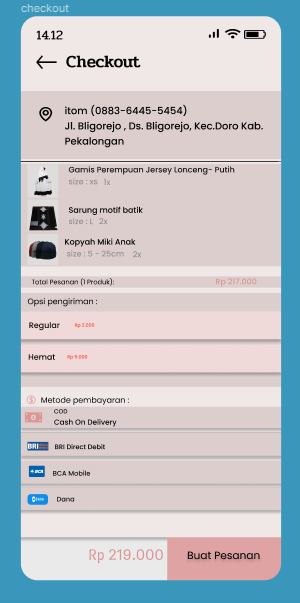 checkout
14.12
Checkout
itom (0883-6445-5454)
Jl. Bligorejo , Ds. Bligorejo, Kec.Doro Kab.
Pekalongan
Gamis Perempuan Jersey Lonceng- Putih
size : xs 1x
Sarung motif batik
size : L 2x
Kopyah Miki Anak
size : 5 - 25cm 2x
Total Pesanan (1 Produk): Rp 217.000
Opsi pengiriman :
Regular Rp 2.000
Hemat
Metode pembayaran :
COD
Cash On Delivery
BRI BRI Direct Debit
BCA BCA Mobile
Dana
Rp 219.000 Buat Pesanan